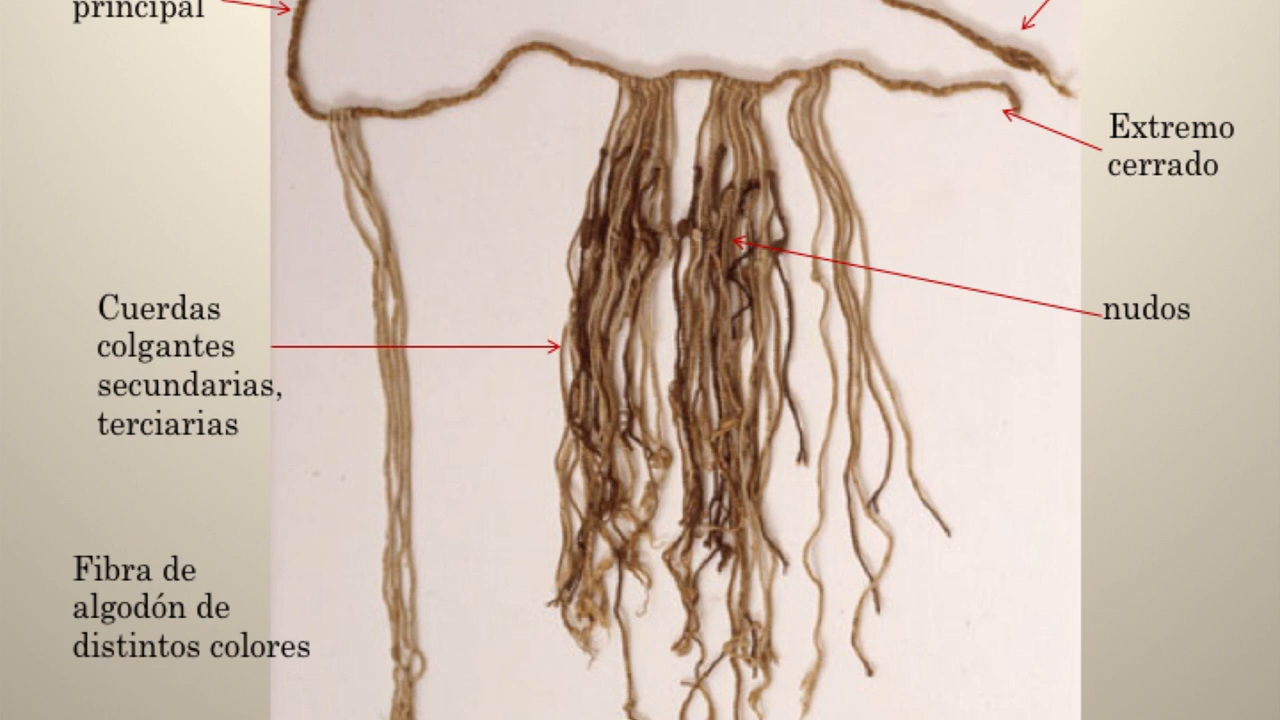 principal
Extremo
cerrado
Cuerdas
colgantes
secundarias,
terciarias
nudos
Fibra de
algodón de
distintos colores